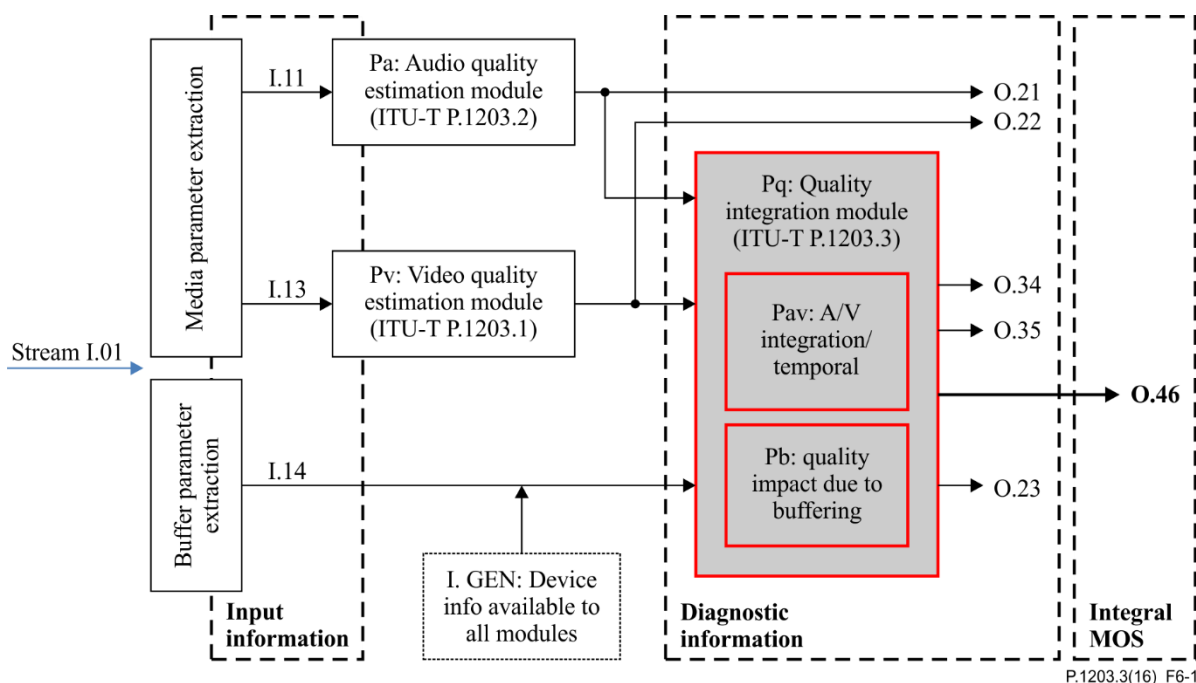 Media parameter extraction
I.11
Pa: Audio quality
estimation module
(ITU-T P.1203.2)
O.21
O.22
Pq: Quality
integration module
(ITU-T P.1203.3)
I.13
Pv: Video quality
estimation module
(ITU-T P.1203.1)
O.34
Pav: A/V
integration/
temporal
O.35
Stream I.01
O.46
Buffer parameter
extraction
I.14
Pb: quality
impact due to
buffering
O.23
I. GEN: Device
info available to
all modules
Input
information
Diagnostic
information
Integral
MOS
P.1203.3(16)_F6-1